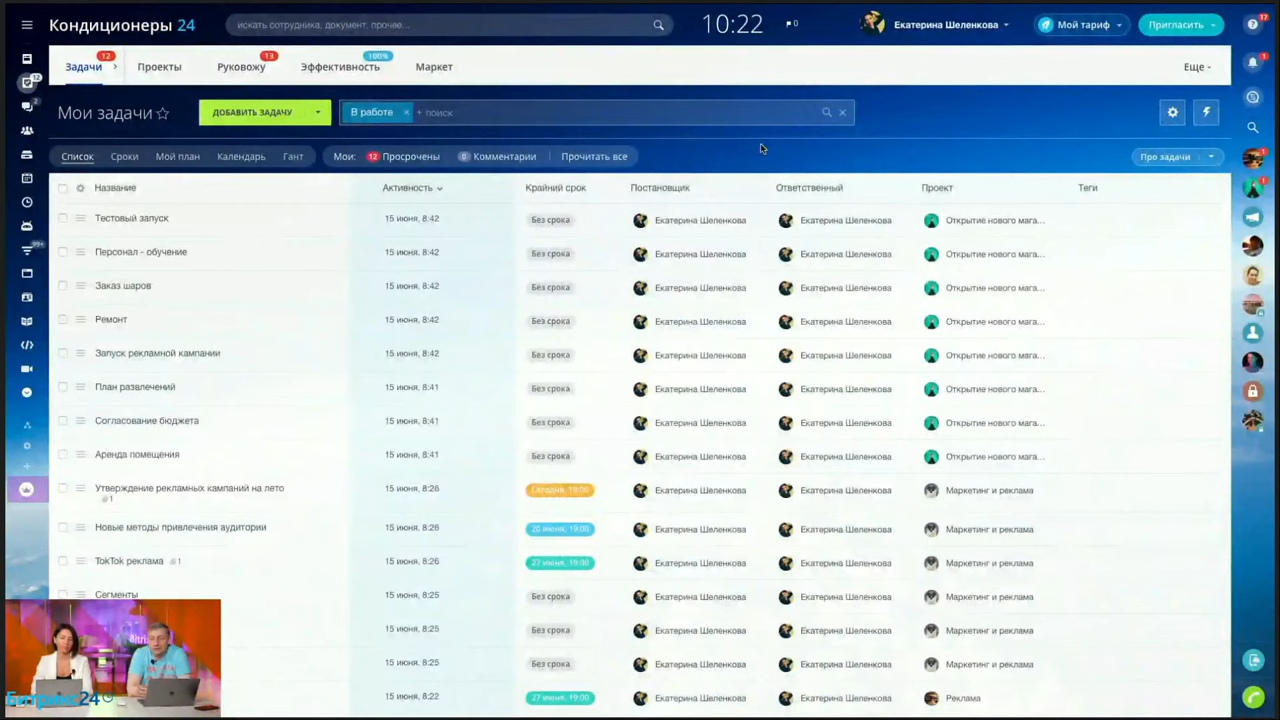 Кондиционеры 24
искать сотрудника, документ, прочее...
10:22
0
Екатерина Шеленкова
Мой тариф
Пригласить
17
Задачи 12
Проекты
Руковожу 13
Эффективность 100%
Маркет
Еще
Мои задачи
ДОБАВИТЬ ЗАДАЧУ
В работе × + поиск
Список Сроки Мой план Календарь Гант
Мои: 12 Просрочены 0 Комментарии Прочитать все
Про задачи
Название Активность Крайний срок Постановщик Ответственный Проект Теги
Тестовый запуск 15 июня, 8:42 Без срока Екатерина Шеленкова Екатерина Шеленкова Открытие нового мага...
Персонал - обучение 15 июня, 8:42 Без срока Екатерина Шеленкова Екатерина Шеленкова Открытие нового мага...
Заказ шаров 15 июня, 8:42 Без срока Екатерина Шеленкова Екатерина Шеленкова Открытие нового мага...
Ремонт 15 июня, 8:42 Без срока Екатерина Шеленкова Екатерина Шеленкова Открытие нового мага...
Запуск рекламной кампании 15 июня, 8:42 Без срока Екатерина Шеленкова Екатерина Шеленкова Открытие нового мага...
План развлечений 15 июня, 8:41 Без срока Екатерина Шеленкова Екатерина Шеленкова Открытие нового мага...
Согласование бюджета 15 июня, 8:41 Без срока Екатерина Шеленкова Екатерина Шеленкова Открытие нового мага...
Аренда помещения 15 июня, 8:41 Без срока Екатерина Шеленкова Екатерина Шеленкова Открытие нового мага...
Утверждение рекламных кампаний на лето 15 июня, 8:26 Сегодня, 19:00 Екатерина Шеленкова Екатерина Шеленкова Маркетинг и реклама
1
Новые методы привлечения аудитории 15 июня, 8:26 20 июня, 19:00 Екатерина Шеленкова Екатерина Шеленкова Маркетинг и реклама
TokTok реклама 1 15 июня, 8:26 27 июня, 19:00 Екатерина Шеленкова Екатерина Шеленкова Маркетинг и реклама
Сегменты 15 июня, 8:25 Без срока Екатерина Шеленкова Екатерина Шеленкова Маркетинг и реклама
15 июня, 8:25 Без срока Екатерина Шеленкова Екатерина Шеленкова Маркетинг и реклама
15 июня, 8:25 Без срока Екатерина Шеленкова Екатерина Шеленкова Маркетинг и реклама
15 июня, 8:22 27 июня, 19:00 Екатерина Шеленкова Екатерина Шеленкова Реклама
Битрикс24